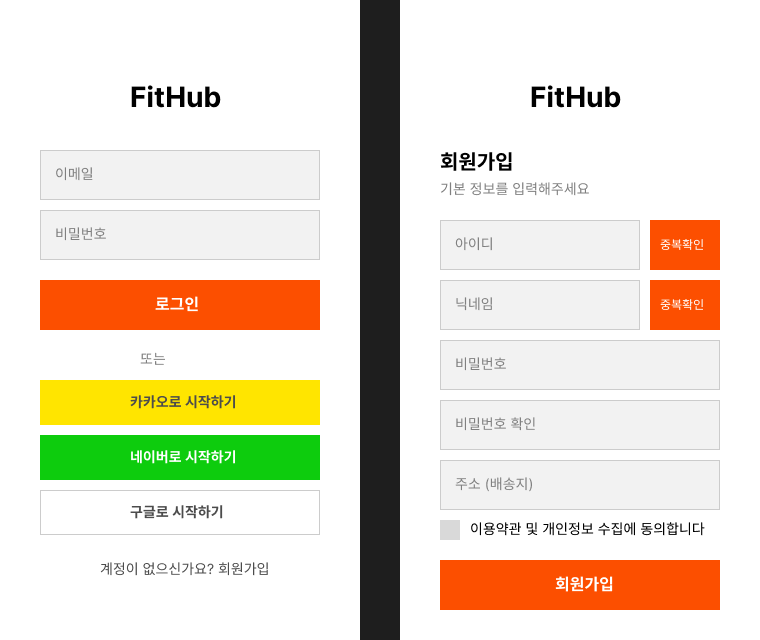 FitHub
이메일
비밀번호
로그인
또는
카카오로 시작하기
네이버로 시작하기
구글로 시작하기
계정이 없으신가요? 회원가입
FitHub
회원가입
기본 정보를 입력해주세요
아이디 중복확인
닉네임 중복확인
비밀번호
비밀번호 확인
주소 (배송지)
이용약관 및 개인정보 수집에 동의합니다
회원가입